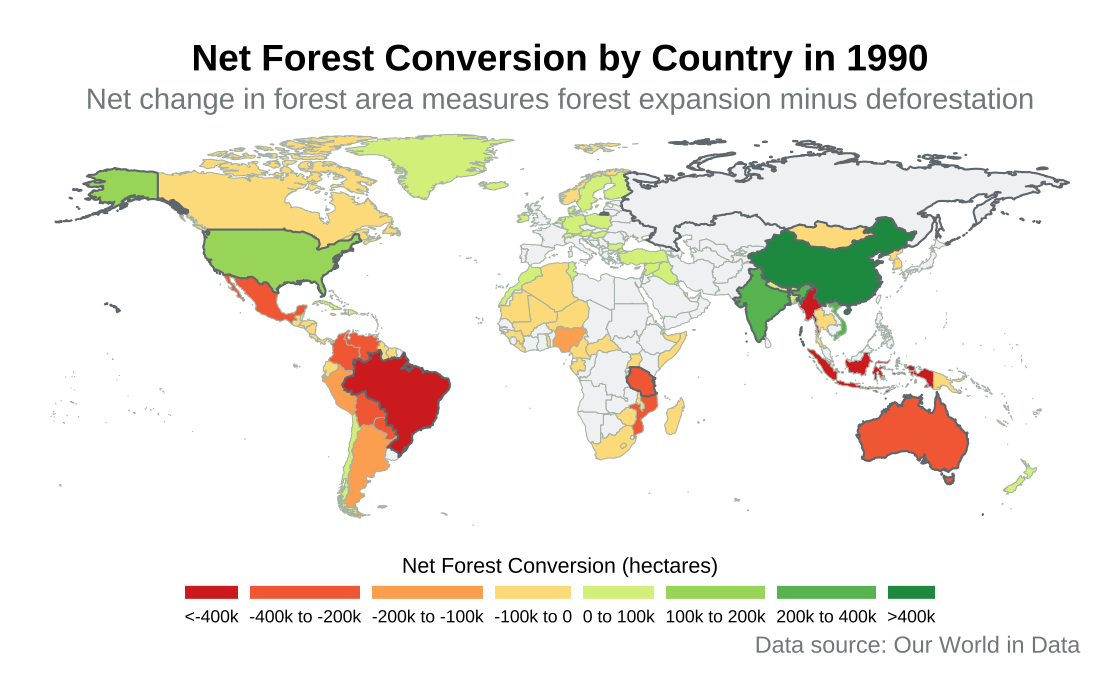 Net Forest Conversion by Country in 1990
Net change in forest area measures forest expansion minus deforestation
Net Forest Conversion (hectares)
<-400k -400k to -200k -200k to -100k -100k to 0 0 to 100k 100k to 200k 200k to 400k >400k
Data source: Our World in Data